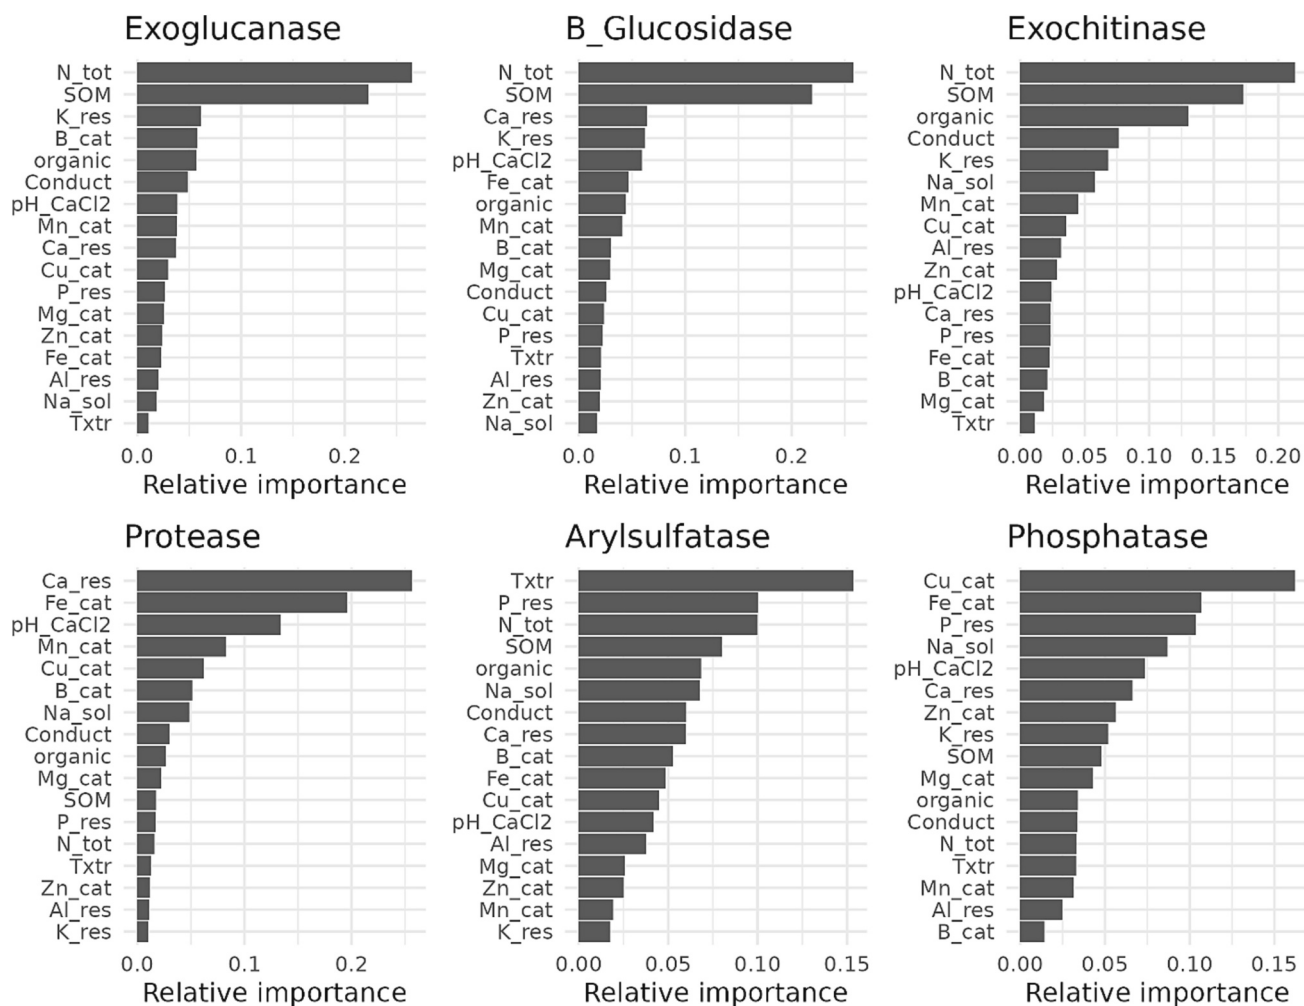 Exoglucanase
N_tot
SOM
K_res
B_cat
organic
Conduct
pH_CaCl2
Mn_cat
Ca_res
Cu_cat
P_res
Mg_cat
Zn_cat
Fe_cat
Al_res
Na_sol
Txtr
0.0 0.1 0.2
Relative importance
B_Glucosidase
N_tot
SOM
Ca_res
K_res
pH_CaCl2
Fe_cat
organic
Mn_cat
B_cat
Mg_cat
Conduct
Cu_cat
P_res
Txtr
Al_res
Zn_cat
Na_sol
0.0 0.1 0.2
Relative importance
Exochitinase
N_tot
SOM
organic
Conduct
K_res
Na_sol
Mn_cat
Cu_cat
Al_res
Zn_cat
pH_CaCl2
Ca_res
P_res
Fe_cat
B_cat
Mg_cat
Txtr
0.00 0.05 0.10 0.15 0.20
Relative importance
Protease
Ca_res
Fe_cat
pH_CaCl2
Mn_cat
Cu_cat
B_cat
Na_sol
Conduct
organic
Mg_cat
SOM
P_res
N_tot
Txtr
Zn_cat
Al_res
K_res
0.0 0.1 0.2
Relative importance
Arylsulfatase
Txtr
P_res
N_tot
SOM
organic
Na_sol
Conduct
Ca_res
B_cat
Fe_cat
Cu_cat
pH_CaCl2
Al_res
Mg_cat
Zn_cat
Mn_cat
K_res
0.00 0.05 0.10 0.15
Relative importance
Phosphatase
Cu_cat
Fe_cat
P_res
Na_sol
pH_CaCl2
Ca_res
Zn_cat
K_res
SOM
Mg_cat
organic
Conduct
N_tot
Txtr
Mn_cat
Al_res
B_cat
0.00 0.05 0.10 0.15
Relative importance